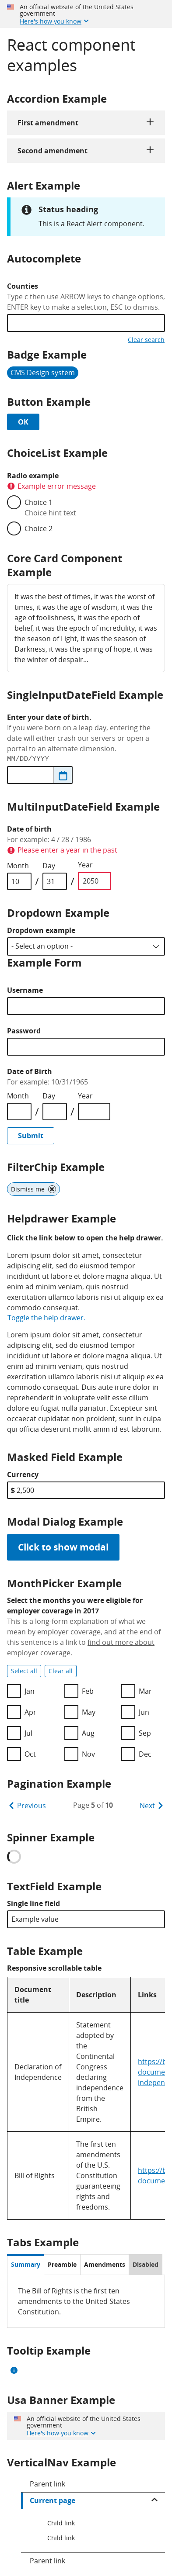 An official website of the United States
government
Here's how you know
React component
examples
Accordion Example
First amendment
Second amendment
Alert Example
Status heading
This is a React Alert component.
Autocomplete
Counties
Type c then use ARROW keys to change options,
ENTER key to make a selection, ESC to dismiss.
Clear search
Badge Example
CMS Design system
Button Example
OK
ChoiceList Example
Radio example
Example error message
Choice 1
Choice hint text
Choice 2
Core Card Component
Example
It was the best of times, it was the worst of
times, it was the age of wisdom, it was the age
of foolishness, it was the epoch of
belief, it was the epoch of incredulity, it was
the season of Light, it was the season of
Darkness, it was the spring of hope, it was
the winter of despair...
SingleInputDateField Example
Enter your date of birth.
If you were born on a leap day, entering the
date will either crash our servers or open a
portal to an alternate dimension.
MM/DD/YYYY
MultiInputDateField Example
Date of birth
For example: 4 / 28 / 1986
Please enter a year in the past
Month Day Year
10 / 31 / 2050
Dropdown Example
Dropdown example
- Select an option -
Example Form
Username
Password
Date of Birth
For example: 10/31/1965
Month Day Year
/ /
Submit
FilterChip Example
Dismiss me
Helpdrawer Example
Click the link below to open the help drawer.
Lorem ipsum dolor sit amet, consectetur
adipiscing elit, sed do eiusmod tempor
incididunt ut labore et dolore magna aliqua. Ut
enim ad minim veniam, quis nostrud
exercitation ullamco laboris nisi ut aliquip ex ea
commodo consequat.
Toggle the help drawer.
Lorem ipsum dolor sit amet, consectetur
adipiscing elit, sed do eiusmod tempor
incididunt ut labore et dolore magna aliqua. Ut
enim ad minim veniam, quis nostrud
exercitation ullamco laboris nisi ut aliquip ex ea
commodo consequat. Duis aute irure dolor in
reprehenderit in voluptate velit esse cillum
dolore eu fugiat nulla pariatur. Excepteur sint
occaecat cupidatat non proident, sunt in culpa
qui officia deserunt mollit anim id est laborum.
Masked Field Example
Currency
$ 2,500
Modal Dialog Example
Click to show modal
MonthPicker Example
Select the months you were eligible for
employer coverage in 2017
This is a long-form explanation of what we
mean by employer coverage, and at the end of
this sentence is a link to find out more about
employer coverage.
Select all Clear all
Jan Feb Mar
Apr May Jun
Jul Aug Sep
Oct Nov Dec
Pagination Example
Previous Page 5 of 10 Next
Spinner Example
TextField Example
Single line field
Example value
Table Example
Responsive scrollable table
Document
title
Description
Links
Declaration of
Independence
Statement
adopted by
the
Continental
Congress
declaring
independence
from the
British
Empire.
Bill of Rights
The first ten
amendments
of the U.S.
Constitution
guaranteeing
rights and
freedoms.
Tabs Example
Summary Preamble Amendments Disabled
The Bill of Rights is the first ten
amendments to the United States
Constitution.
Tooltip Example
Usa Banner Example
An official website of the United States
government
Here's how you know
VerticalNav Example
Parent link
Current page
Child link
Child link
Parent link